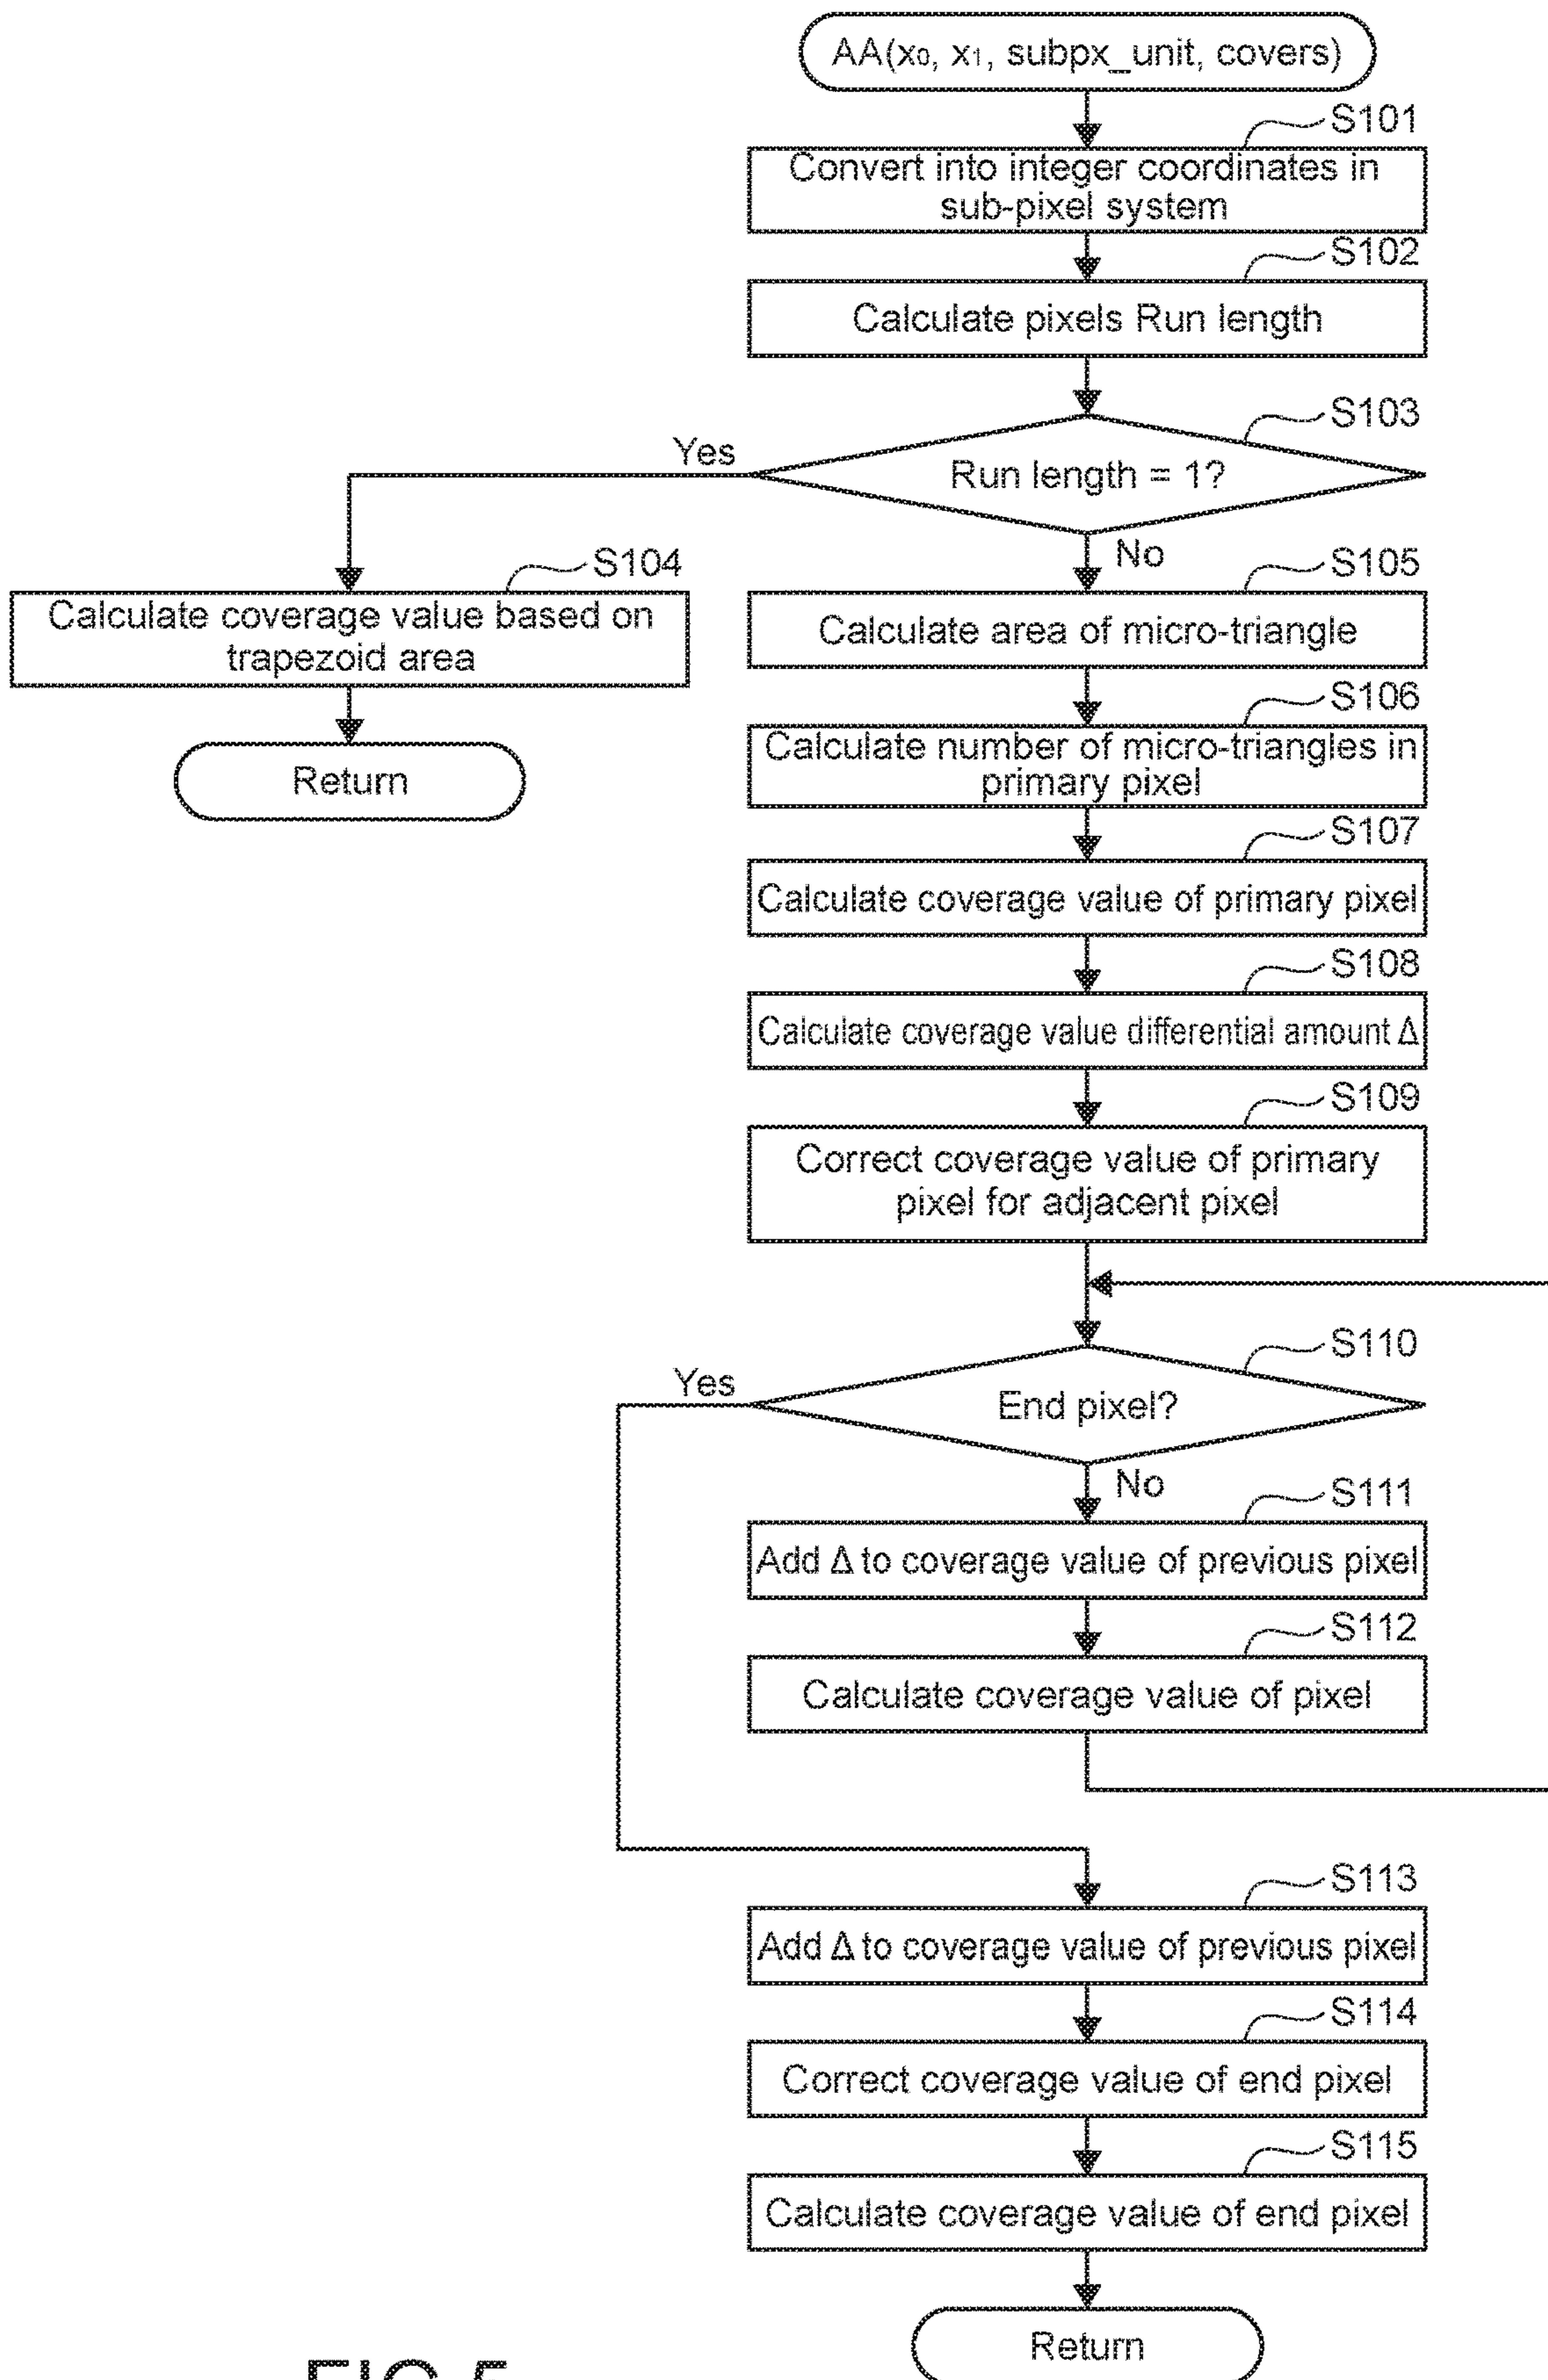 AA(x₀, x₁, subpx_unit, covers)
S101
Convert into integer coordinates in
sub-pixel system
S102
Calculate pixels Run length
S103
Yes
Run length = 1?
No
S104
Calculate coverage value based on
trapezoid area
Return
S105
Calculate area of micro-triangle
S106
Calculate number of micro-triangles in
primary pixel
S107
Calculate coverage value of primary pixel
S108
Calculate coverage value differential amount Δ
S109
Correct coverage value of primary
pixel for adjacent pixel
S110
Yes
End pixel?
No
S111
Add Δ to coverage value of previous pixel
S112
Calculate coverage value of pixel
S113
Add Δ to coverage value of previous pixel
S114
Correct coverage value of end pixel
S115
Calculate coverage value of end pixel
Return
FIG.5